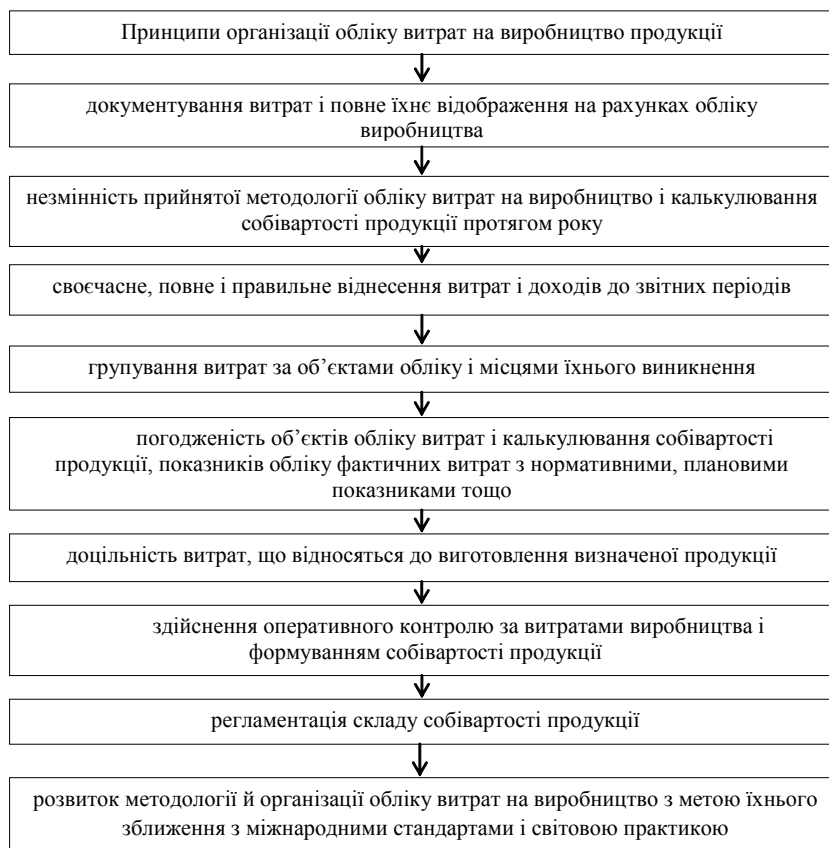 Принципи організації обліку витрат на виробництво продукції
документування витрат і повне їхнє відображення на рахунках обліку
виробництва
незмінність прийнятої методології обліку витрат на виробництво і калькулювання
собівартості продукції протягом року
своєчасне, повне і правильне віднесення витрат і доходів до звітних періодів
групування витрат за об’єктами обліку і місцями їхнього виникнення
погодженість об’єктів обліку витрат і калькулювання собівартості
продукції, показників обліку фактичних витрат з нормативними, плановими
показниками тощо
доцільність витрат, що відносяться до виготовлення визначеної продукції
здійснення оперативного контролю за витратами виробництва і
формуванням собівартості продукції
регламентація складу собівартості продукції
розвиток методології й організації обліку витрат на виробництво з метою їхнього
зближення з міжнародними стандартами і світовою практикою